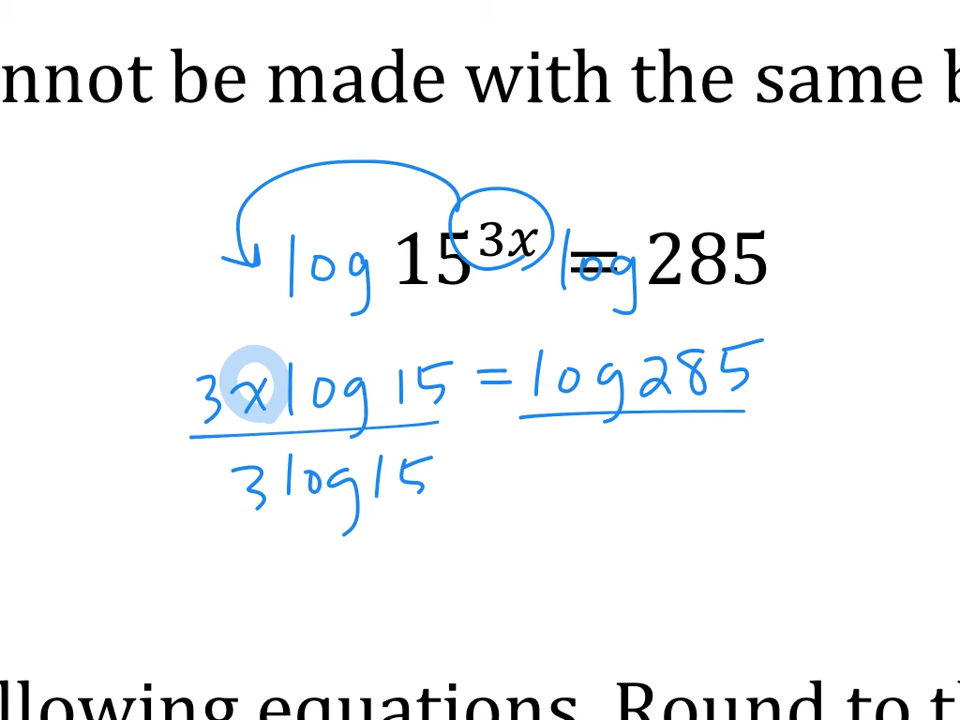 nnot be made with the same b
log 15^{3x} = log 285
3x log 15 = log 285
3 log 15
llowing equations. Round to t